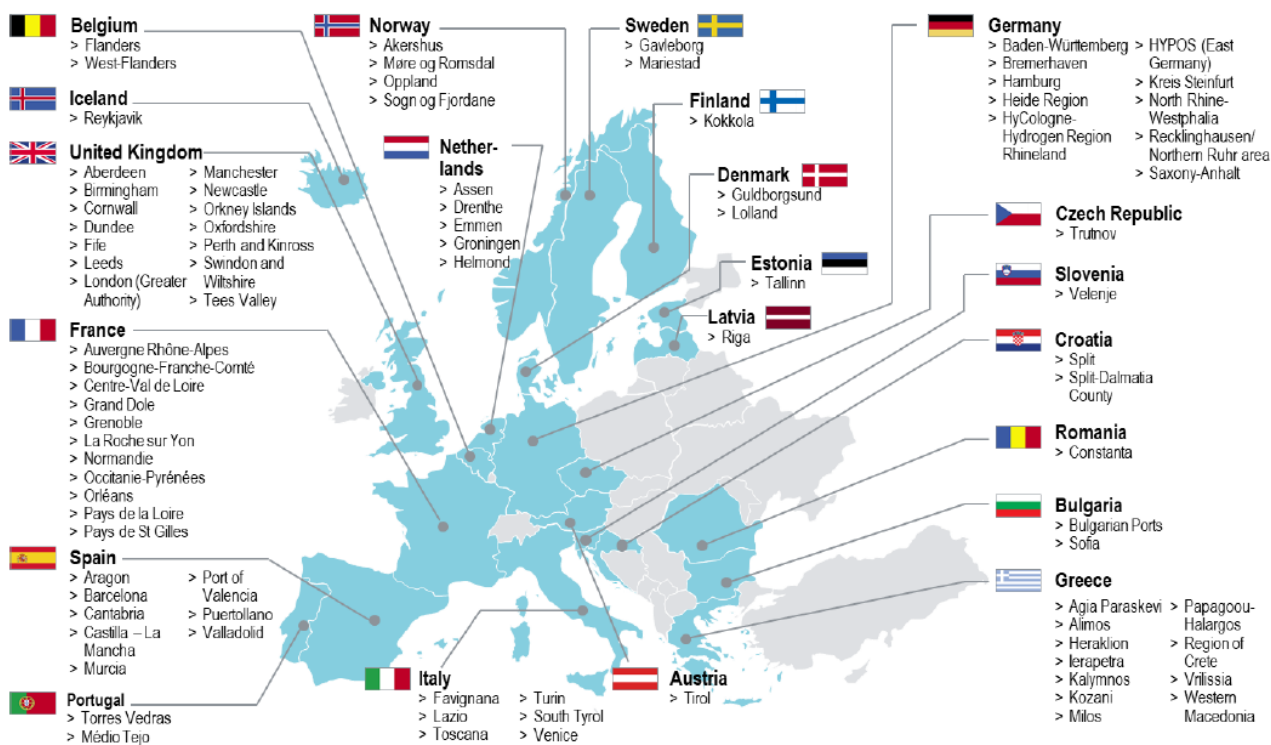 Belgium
> Flanders
> West-Flanders
Iceland
> Reykjavik
United Kingdom
> Aberdeen
> Birmingham
> Cornwall
> Dundee
> Fife
> Leeds
> London (Greater
Authority)
> Manchester
> Newcastle
> Orkney Islands
> Oxfordshire
> Perth and Kinross
> Swindon and
Wiltshire
> Tees Valley
France
> Auvergne Rhône-Alpes
> Bourgogne-Franche-Comté
> Centre-Val de Loire
> Grand Dole
> Grenoble
> La Roche sur Yon
> Normandie
> Occitanie-Pyrénées
> Orléans
> Pays de la Loire
> Pays de St Gilles
Spain
> Aragon
> Barcelona
> Cantabria
> Castilla – La
Mancha
> Murcia
> Port of
Valencia
> Puertollano
> Valladolid
Portugal
> Torres Vedras
> Médio Tejo
Norway
> Akershus
> Møre og Romsdal
> Oppland
> Sogn og Fjordane
Nether-
lands
> Assen
> Drenthe
> Emmen
> Groningen
> Helmond
Sweden
> Gavleborg
> Mariestad
Finland
> Kokkola
Denmark
> Guldborgsund
> Lolland
Estonia
> Tallinn
Latvia
> Riga
Italy
> Favignana
> Lazio
> Toscana
> Turin
> South Tyrol
> Venice
Austria
> Tirol
Germany
> Baden-Württemberg
> Bremerhaven
> Hamburg
> Heide Region
> HyCologne-
Hydrogen Region
Rhineland
> HYPOS (East
Germany)
> Kreis Steinfurt
> North Rhine-
Westphalia
> Recklinghausen/
Northern Ruhr area
> Saxony-Anhalt
Czech Republic
> Trutnov
Slovenia
> Velenje
Croatia
> Split
> Split-Dalmatia
County
Romania
> Constanta
Bulgaria
> Bulgarian Ports
> Sofia
Greece
> Agia Paraskevi
> Alimos
> Heraklion
> Ierapetra
> Kalymnos
> Kozani
> Milos
> Papagoou-
Halargos
> Region of
Crete
> Vrilissia
> Western
Macedonia